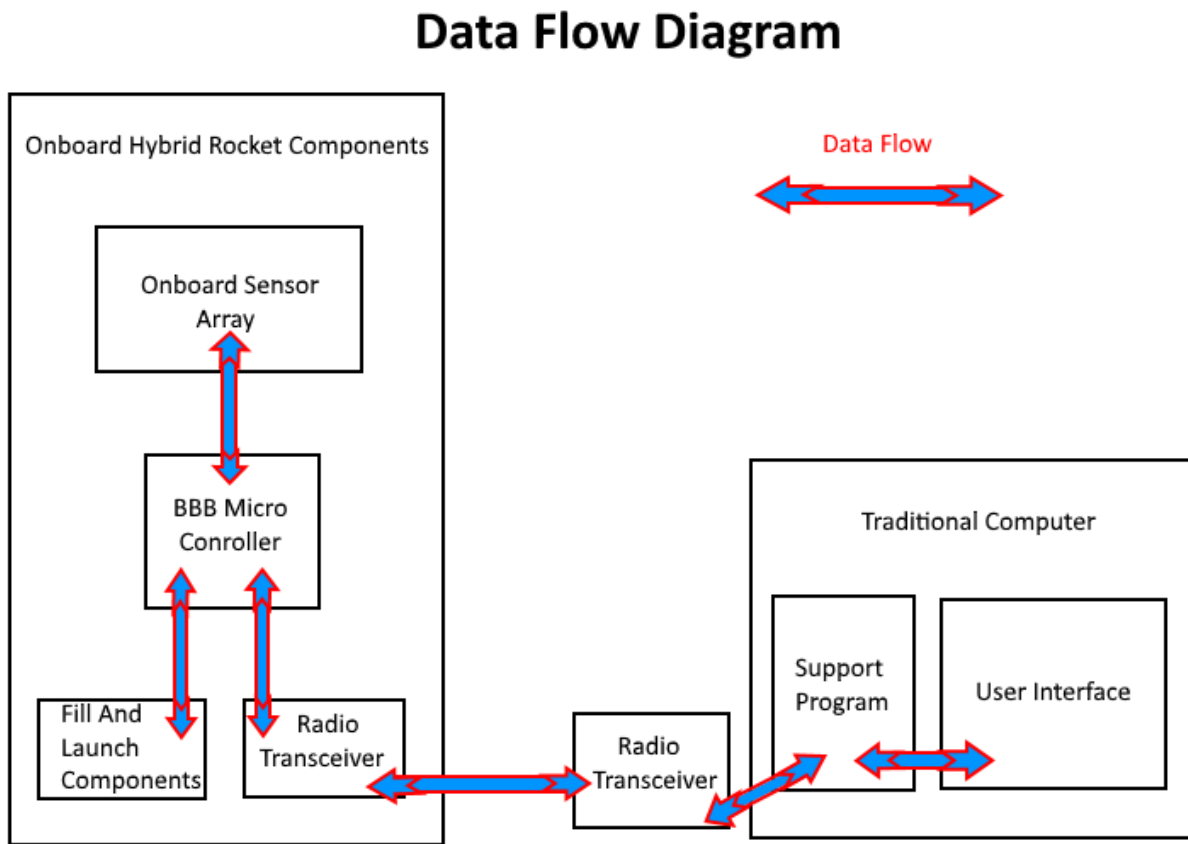 Data Flow Diagram
Onboard Hybrid Rocket Components
Data Flow
Onboard Sensor
Array
BBB Micro
Conroller
Traditional Computer
Fill And
Launch
Components
Radio
Transceiver
Radio
Transceiver
Support
Program
User Interface